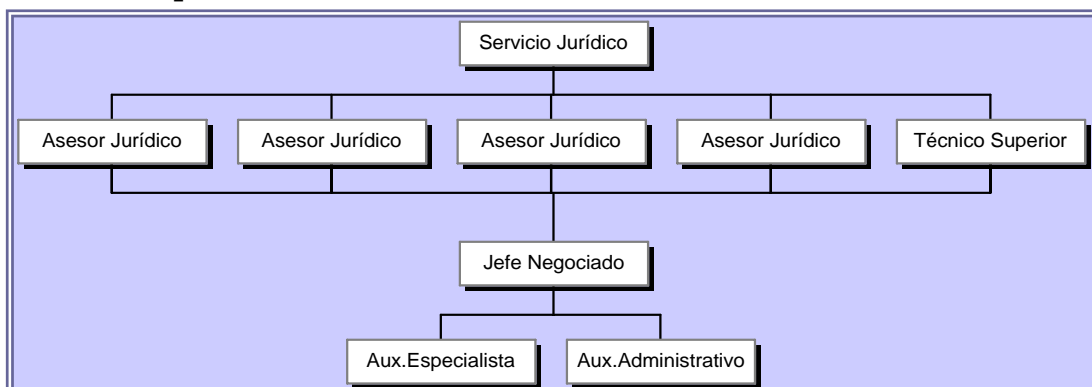 Servicio Jurídico
Asesor Jurídico
Asesor Jurídico
Asesor Jurídico
Asesor Jurídico
Técnico Superior
Jefe Negociado
Aux.Especialista
Aux.Administrativo